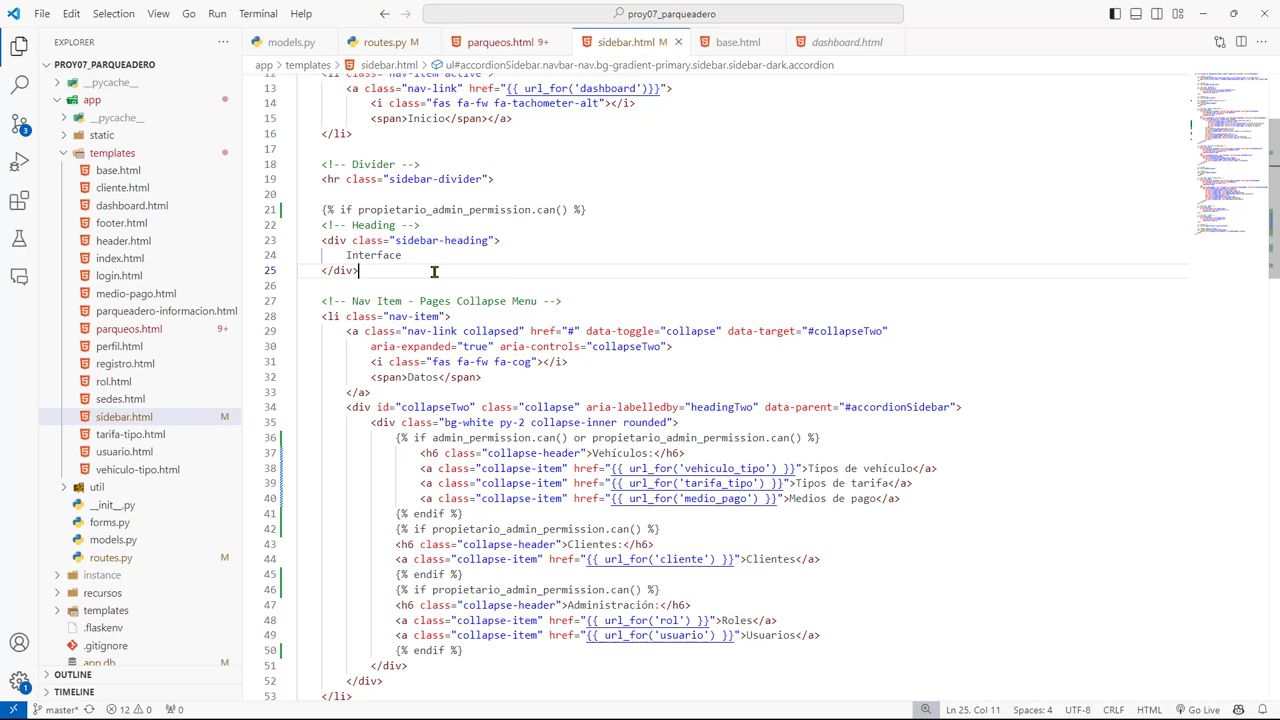 File Edit Selection View Go Run Terminal Help
proy07_parqueadero
EXPLORER
PROY07_PARQUEADERO
__pycache__
app
__pycache__
static
templates
base.html
cliente.html
dashboard.html
footer.html
header.html
index.html
login.html
medio-pago.html
parqueadero-informacion.html
parqueos.html 9+
perfil.html
registro.html
rol.html
sedes.html
sidebar.html M
tarifa-tipo.html
usuario.html
vehiculo-tipo.html
util
__init__.py
forms.py
models.py
routes.py M
instance
recursos
templates
.flaskenv
.gitignore
app.db
OUTLINE
TIMELINE
3
1
models.py routes.py M parqueos.html 9+ sidebar.html M base.html dashboard.html
app > templates > sidebar.html > ul#accordionSidebar.navbar-nav.bg-gradient-primary.sidebar.sidebar-dark.accordion
12 <li class="nav-item active">
13 <a class="nav-link" href="{{ url_for('dashboard')}}">
14 <i class="fas fa-fw fa-tachometer-alt"></i>
15 <span>Inicio</span></a>
16 </li>
17
18 <!-- Divider -->
19 <hr class="sidebar-divider">
20
21 {% if propietario_admin_permission.can() %}
22 <!-- Heading -->
23 <div class="sidebar-heading">
24 Interface
25 </div>
26
27 <!-- Nav Item - Pages Collapse Menu -->
28 <li class="nav-item">
29 <a class="nav-link collapsed" href="#" data-toggle="collapse" data-target="#collapseTwo"
30 aria-expanded="true" aria-controls="collapseTwo">
31 <i class="fas fa-fw fa-cog"></i>
32 <span>Datos</span>
33 </a>
34 <div id="collapseTwo" class="collapse" aria-labelledby="headingTwo" data-parent="#accordionSidebar">
35 <div class="bg-white py-2 collapse-inner rounded">
36 {% if admin_permission.can() or propietario_admin_permission.can() %}
37 <h6 class="collapse-header">Vehículos:</h6>
38 <a class="collapse-item" href="{{ url_for('vehiculo_tipo') }}">Tipos de vehículo</a>
39 <a class="collapse-item" href="{{ url_for('tarifa_tipo') }}">Tipos de tarifa</a>
40 <a class="collapse-item" href="{{ url_for('medio_pago') }}">Medios de pago</a>
41 {% endif %}
42 {% if propietario_admin_permission.can() %}
43 <h6 class="collapse-header">Clientes:</h6>
44 <a class="collapse-item" href="{{ url_for('cliente') }}">Clientes</a>
45 {% endif %}
46 {% if propietario_admin_permission.can() %}
47 <h6 class="collapse-header">Administración:</h6>
48 <a class="collapse-item" href="{{ url_for('rol') }}">Roles</a>
49 <a class="collapse-item" href="{{ url_for('usuario') }}">Usuarios</a>
50 {% endif %}
51 </div>
52 </div>
53 </li>
master* 12 0 0 Ln 25, Col 11 Spaces: 4 UTF-8 CRLF HTML Go Live